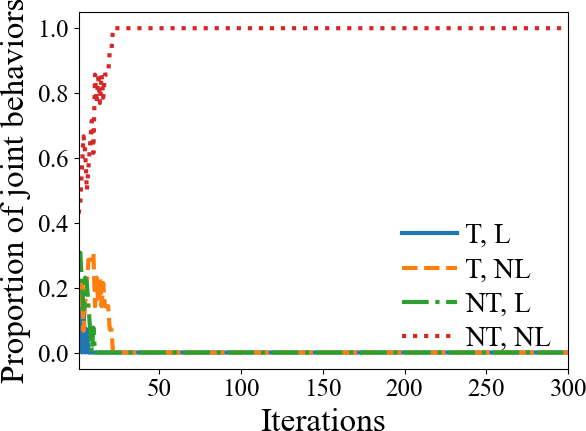 Proportion of joint behaviors
1.0
0.8
0.6
0.4
0.2
0.0
T, L
T, NL
NT, L
NT, NL
50 100 150 200 250 300
Iterations